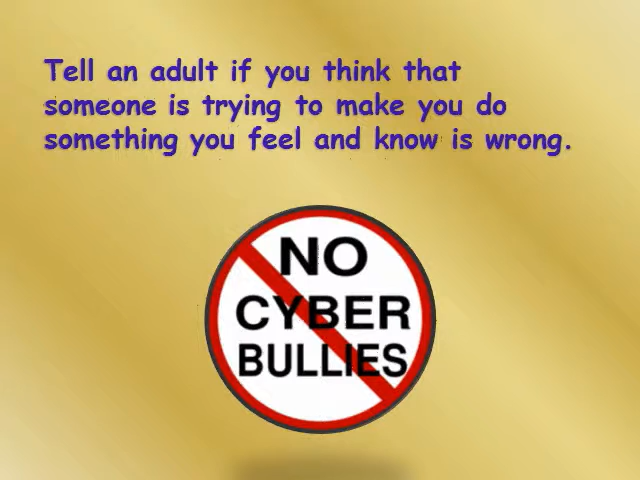 Tell an adult if you think that
someone is trying to make you do
something you feel and know is wrong.
NO
CYBER
BULLIES